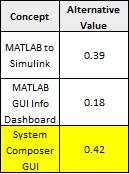 Concept Alternative
Value
MATLAB to
Simulink 0.39
MATLAB
GUI Info
Dashboard 0.18
System
Composer
GUI 0.42